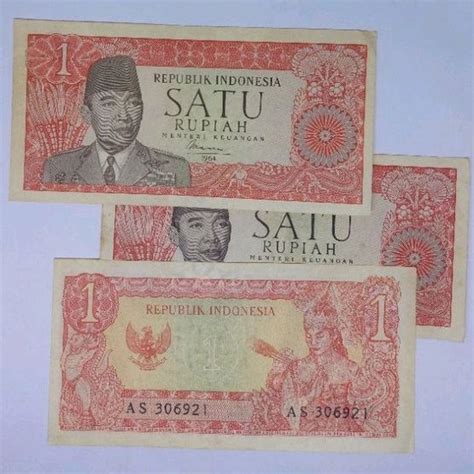 1
REPUBLIK INDONESIA
SATU
RUPIAH
MENTERI KEUANGAN
1964
SATU
RUPIAH
MENTERI KEUANGAN
1
1
REPUBLIK INDONESIA
1
AS 306921
AS 306921